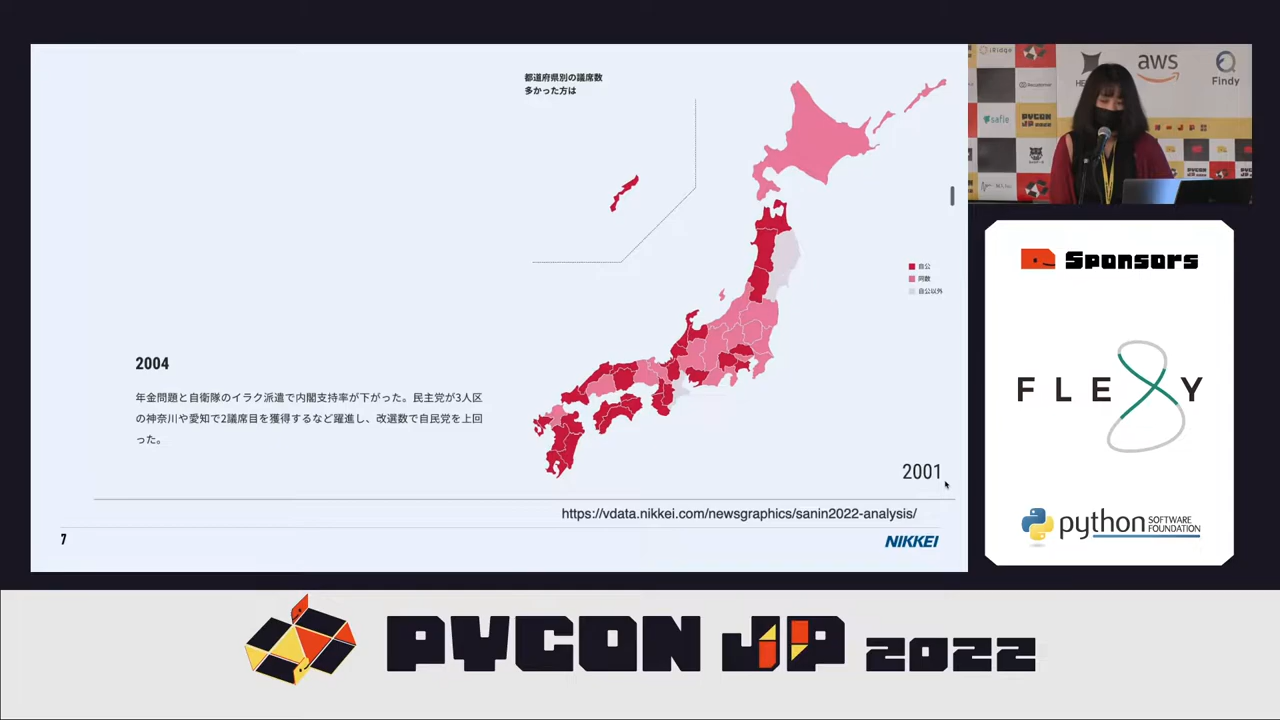 都道府県別の議席数
多かった方は
自公
同数
自公以外
2004
年金問題と自衛隊のイラク派遣で内閣支持率が下がった。民主党が3人区
の神奈川や愛知で2議席目を獲得するなど躍進し、改選数で自民党を上回
った。
2001
https://vdata.nikkei.com/newsgraphics/sanin2022-analysis/
7
NIKKEI
aws
Findy
safie
PYCON
JP 2022
Sponsors
FLEXY
python SOFTWARE
FOUNDATION
PYCON JP 2022